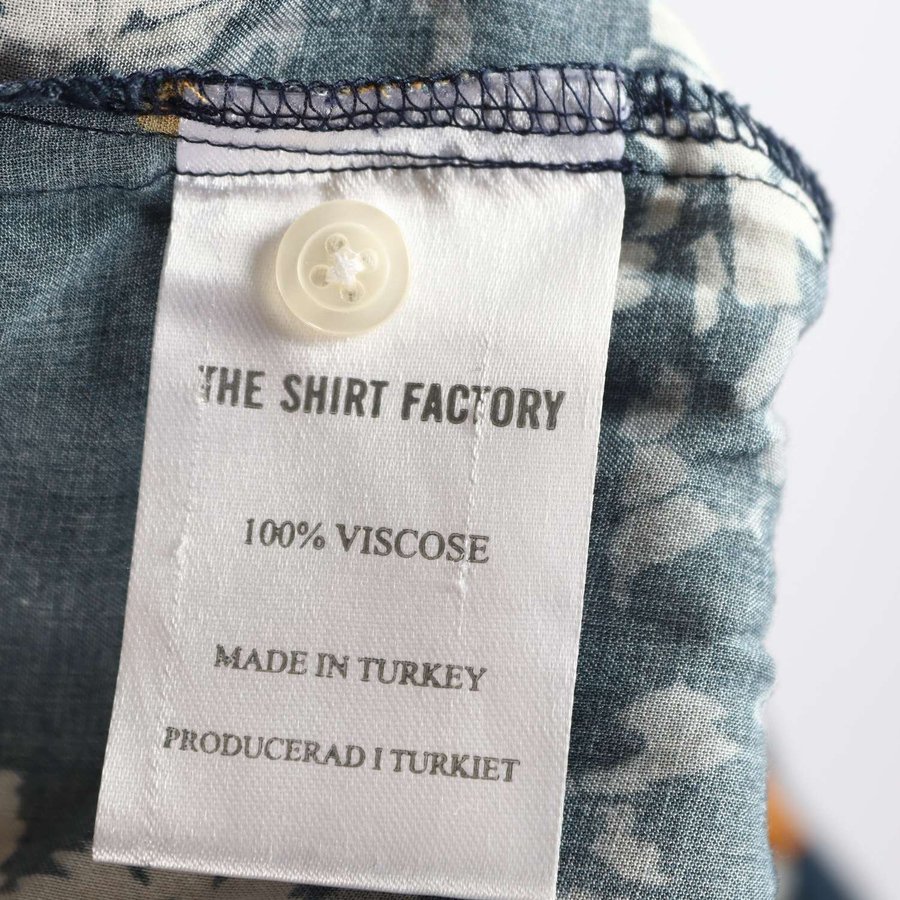 THE SHIRT FACTORY
100% VISCOSE
MADE IN TURKEY
PRODUCERAD I TURKIET